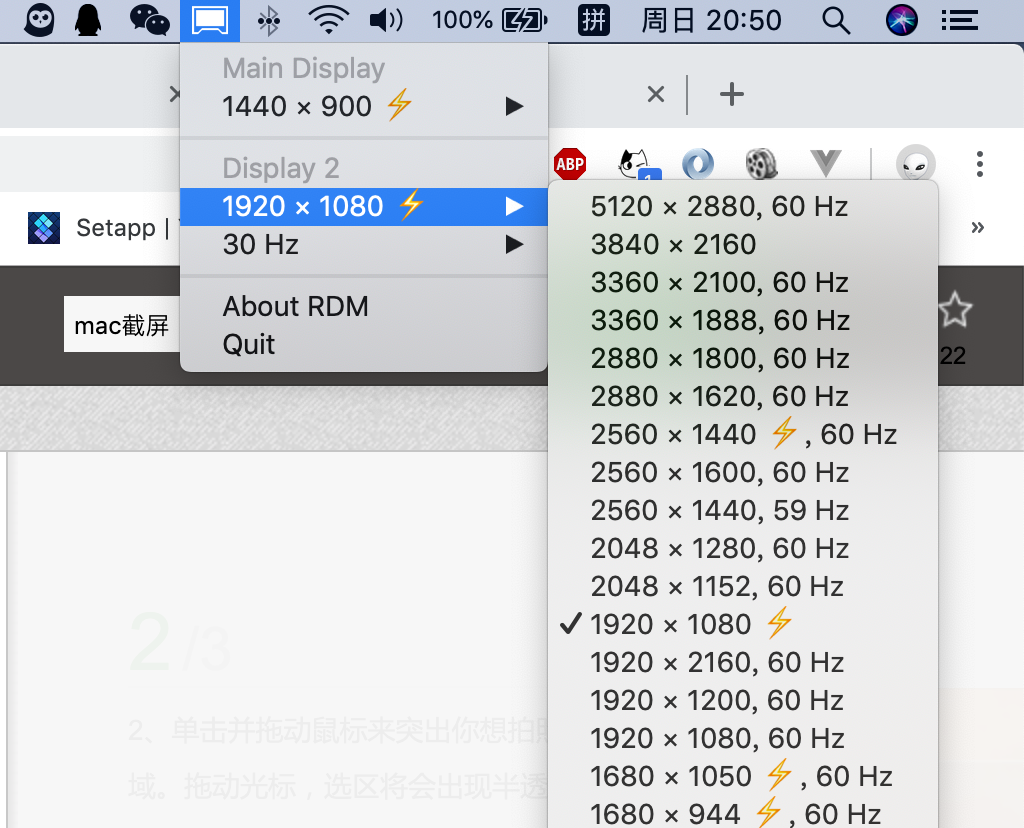 100%
拼
周日 20:50
Main Display
1440 × 900 ⚡
Display 2
1920 × 1080 ⚡
30 Hz
About RDM
Quit
ABP
Setapp |
»
mac截屏
22
5120 × 2880, 60 Hz
3840 × 2160
3360 × 2100, 60 Hz
3360 × 1888, 60 Hz
2880 × 1800, 60 Hz
2880 × 1620, 60 Hz
2560 × 1440 ⚡, 60 Hz
2560 × 1600, 60 Hz
2560 × 1440, 59 Hz
2048 × 1280, 60 Hz
2048 × 1152, 60 Hz
✓ 1920 × 1080 ⚡
1920 × 2160, 60 Hz
1920 × 1200, 60 Hz
1920 × 1080, 60 Hz
1680 × 1050 ⚡, 60 Hz
1680 × 944 ⚡, 60 Hz
2/3
2、单击并拖动鼠标来突出你想拍
域。拖动光标，选区将会出现半透